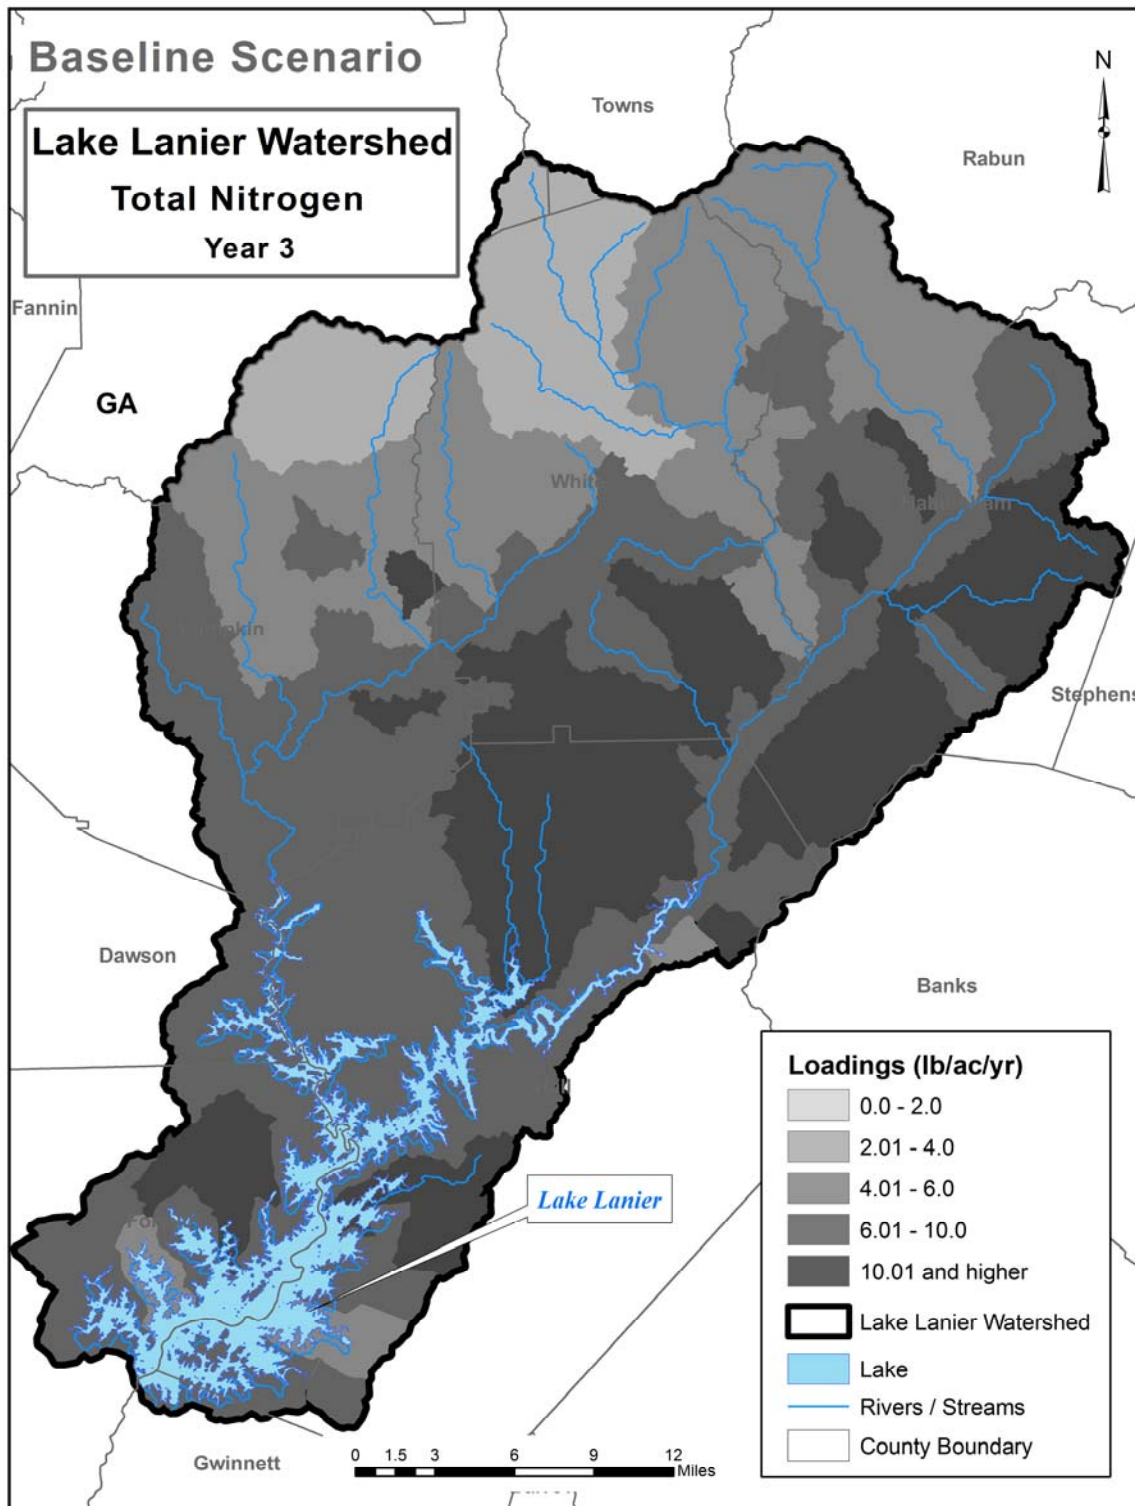 Baseline Scenario
Lake Lanier Watershed
Total Nitrogen
Year 3
N
Towns
Rabun
Fannin
GA
White
Stephens
Dawson
Banks
Lake Lanier
Gwinnett
Loadings (lb/ac/yr)
0.0 - 2.0
2.01 - 4.0
4.01 - 6.0
6.01 - 10.0
10.01 and higher
Lake Lanier Watershed
Lake
Rivers / Streams
County Boundary
0 1.5 3 6 9 12
Miles